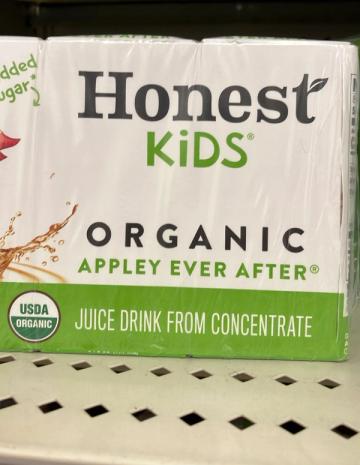 dded
ugar*
Honest
KiDS®
ORGANIC
APPLEY EVER AFTER®
USDA
ORGANIC
JUICE DRINK FROM CONCENTRATE